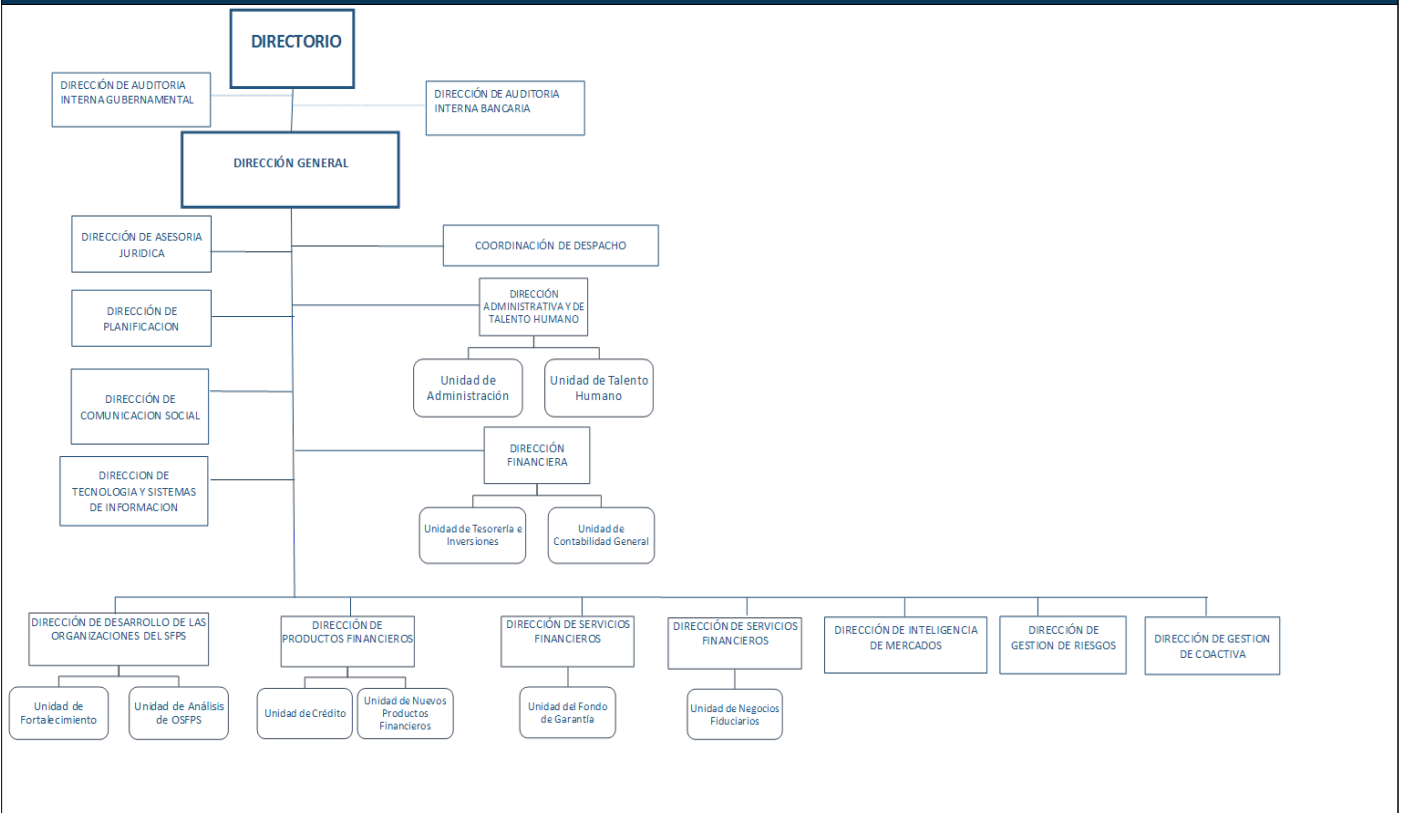 DIRECTORIO
DIRECCIÓN DE AUDITORIA
INTERNA GUBERNAMENTAL
DIRECCIÓN DE AUDITORIA
INTERNA BANCARIA
DIRECCIÓN GENERAL
DIRECCIÓN DE ASESORIA
JURIDICA
COORDINACIÓN DE DESPACHO
DIRECCIÓN DE
PLANIFICACION
DIRECCIÓN
ADMINISTRATIVA Y DE
TALENTO HUMANO
Unidad de
Administración
Unidad de Talento
Humano
DIRECCIÓN DE
COMUNICACION SOCIAL
DIRECCIÓN
FINANCIERA
DIRECCION DE
TECNOLOGIA Y SISTEMAS
DE INFORMACION
Unidad de Tesorería e
Inversiones
Unidad de
Contabilidad General
DIRECCIÓN DE DESARROLLO DE LAS
ORGANIZACIONES DEL SFPS
DIRECCIÓN DE
PRODUCTOS FINANCIEROS
DIRECCIÓN DE SERVICIOS
FINANCIEROS
DIRECCIÓN DE SERVICIOS
FINANCIEROS
DIRECCIÓN DE INTELIGENCIA
DE MERCADOS
DIRECCIÓN DE
GESTION DE RIESGOS
DIRECCIÓN DE GESTION
DE COACTIVA
Unidad de
Fortalecimiento
Unidad de Análisis
de OSFPS
Unidad de Crédito
Unidad de Nuevos
Productos
Financieros
Unidad del Fondo
de Garantía
Unidad de Negocios
Fiduciarios